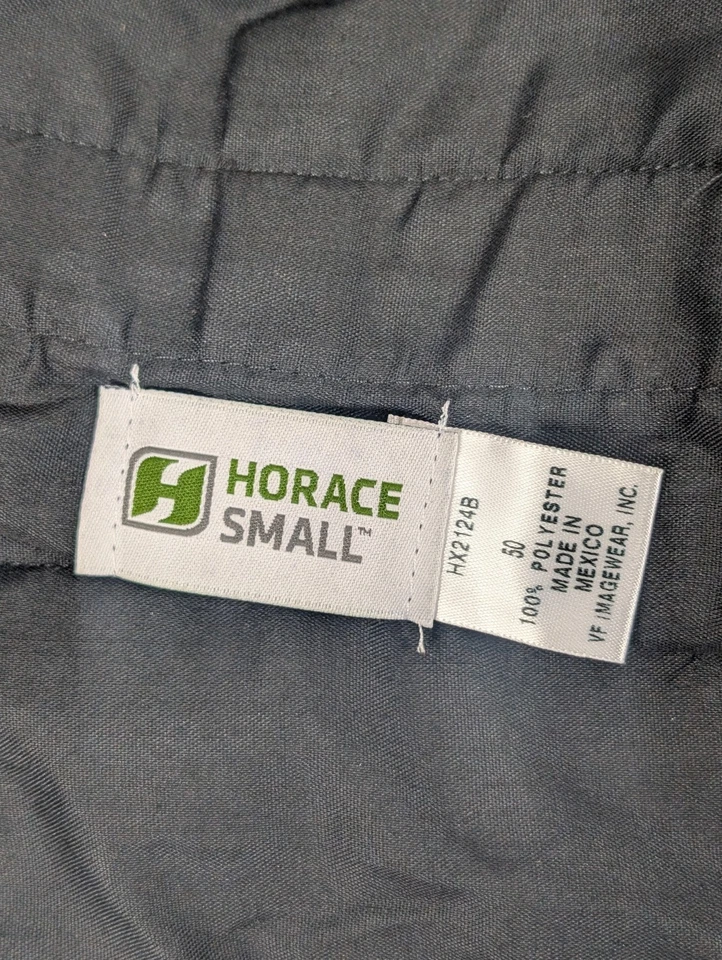 HORACE
SMALL™
HX2124B
50
100% POLYESTER
MADE IN
MEXICO
VF IMAGEWEAR, INC.